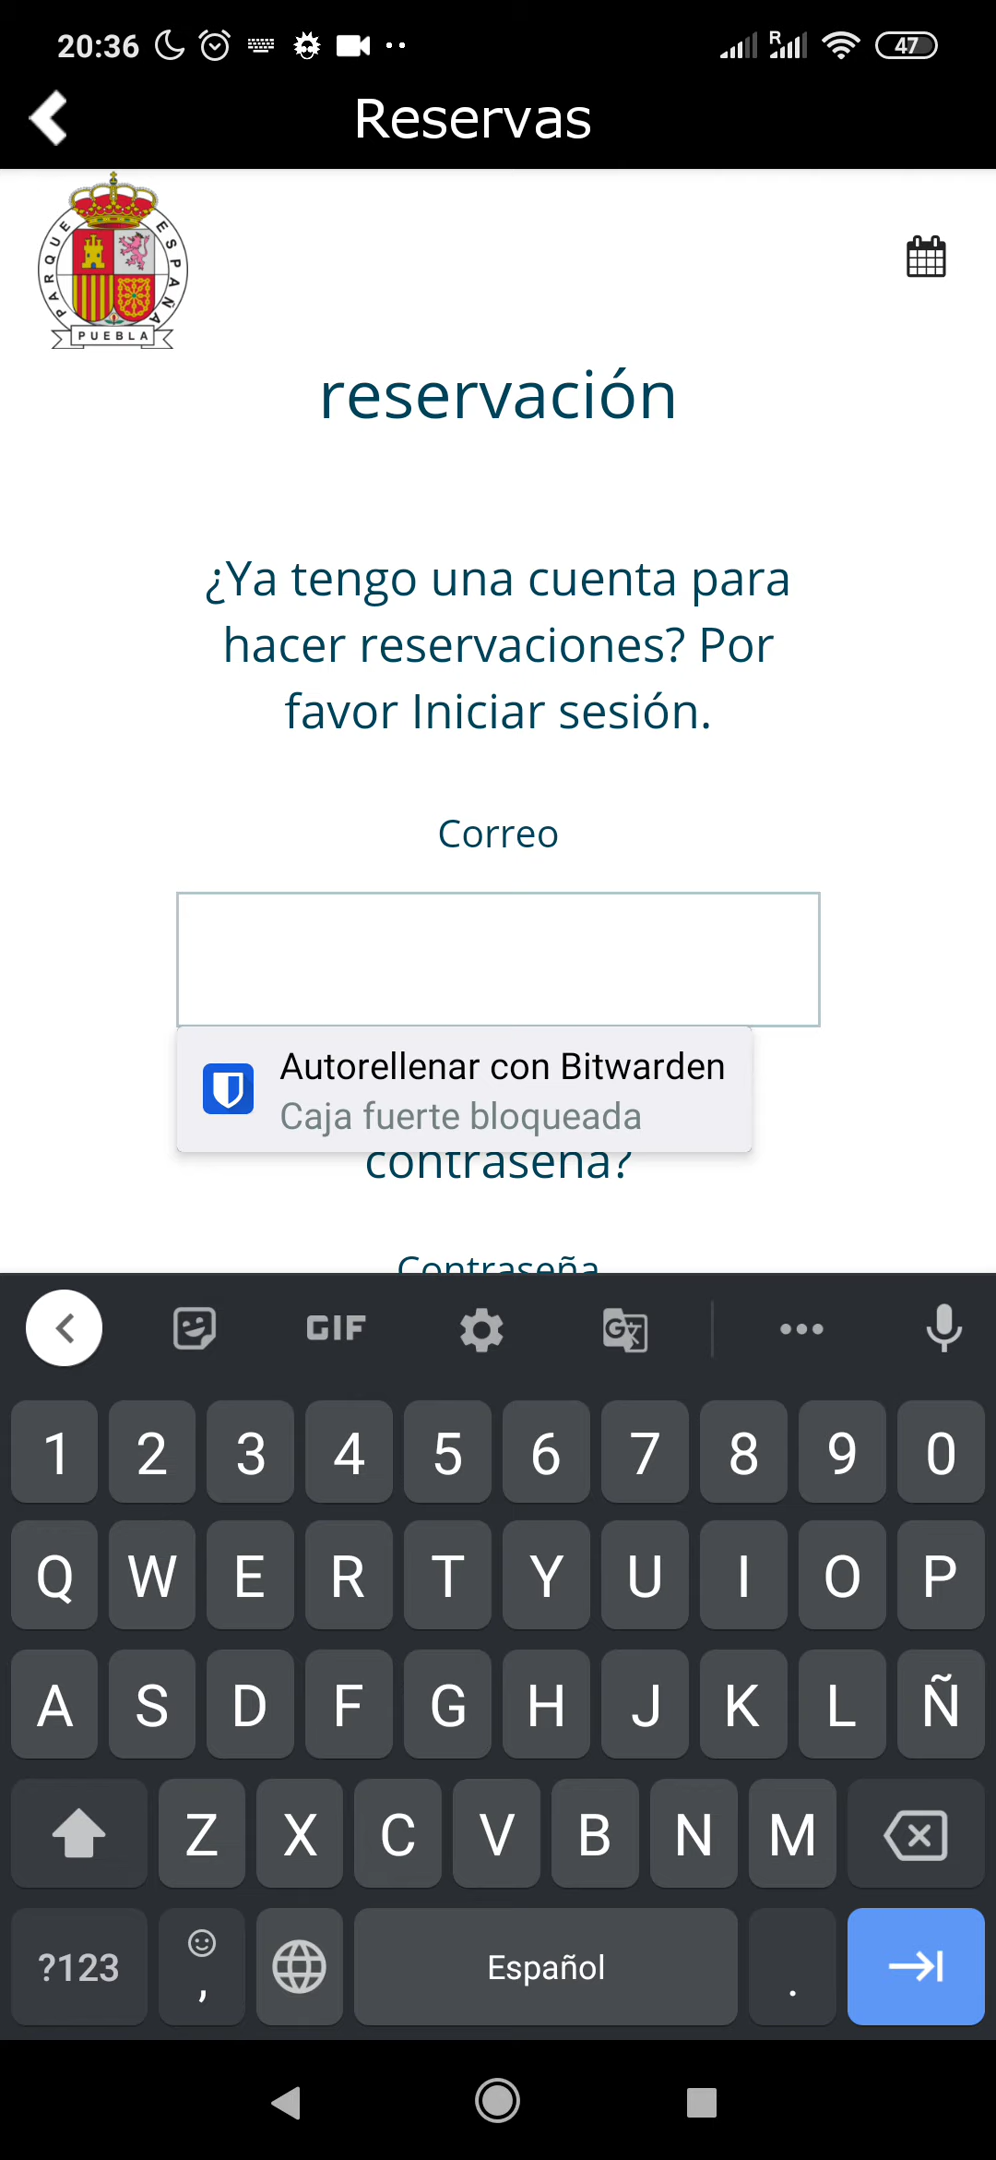 20:36
R
47
Reservas
PARQUE ESPAÑA
PUEBLA
reservación
¿Ya tengo una cuenta para
hacer reservaciones? Por
favor Iniciar sesión.
Correo
Autorellenar con Bitwarden
Caja fuerte bloqueada
contraseña?
Contraseña
GIF
G
1 2 3 4 5 6 7 8 9 0
Q W E R T Y U I O P
A S D F G H J K L Ñ
Z X C V B N M
?123 , Español .